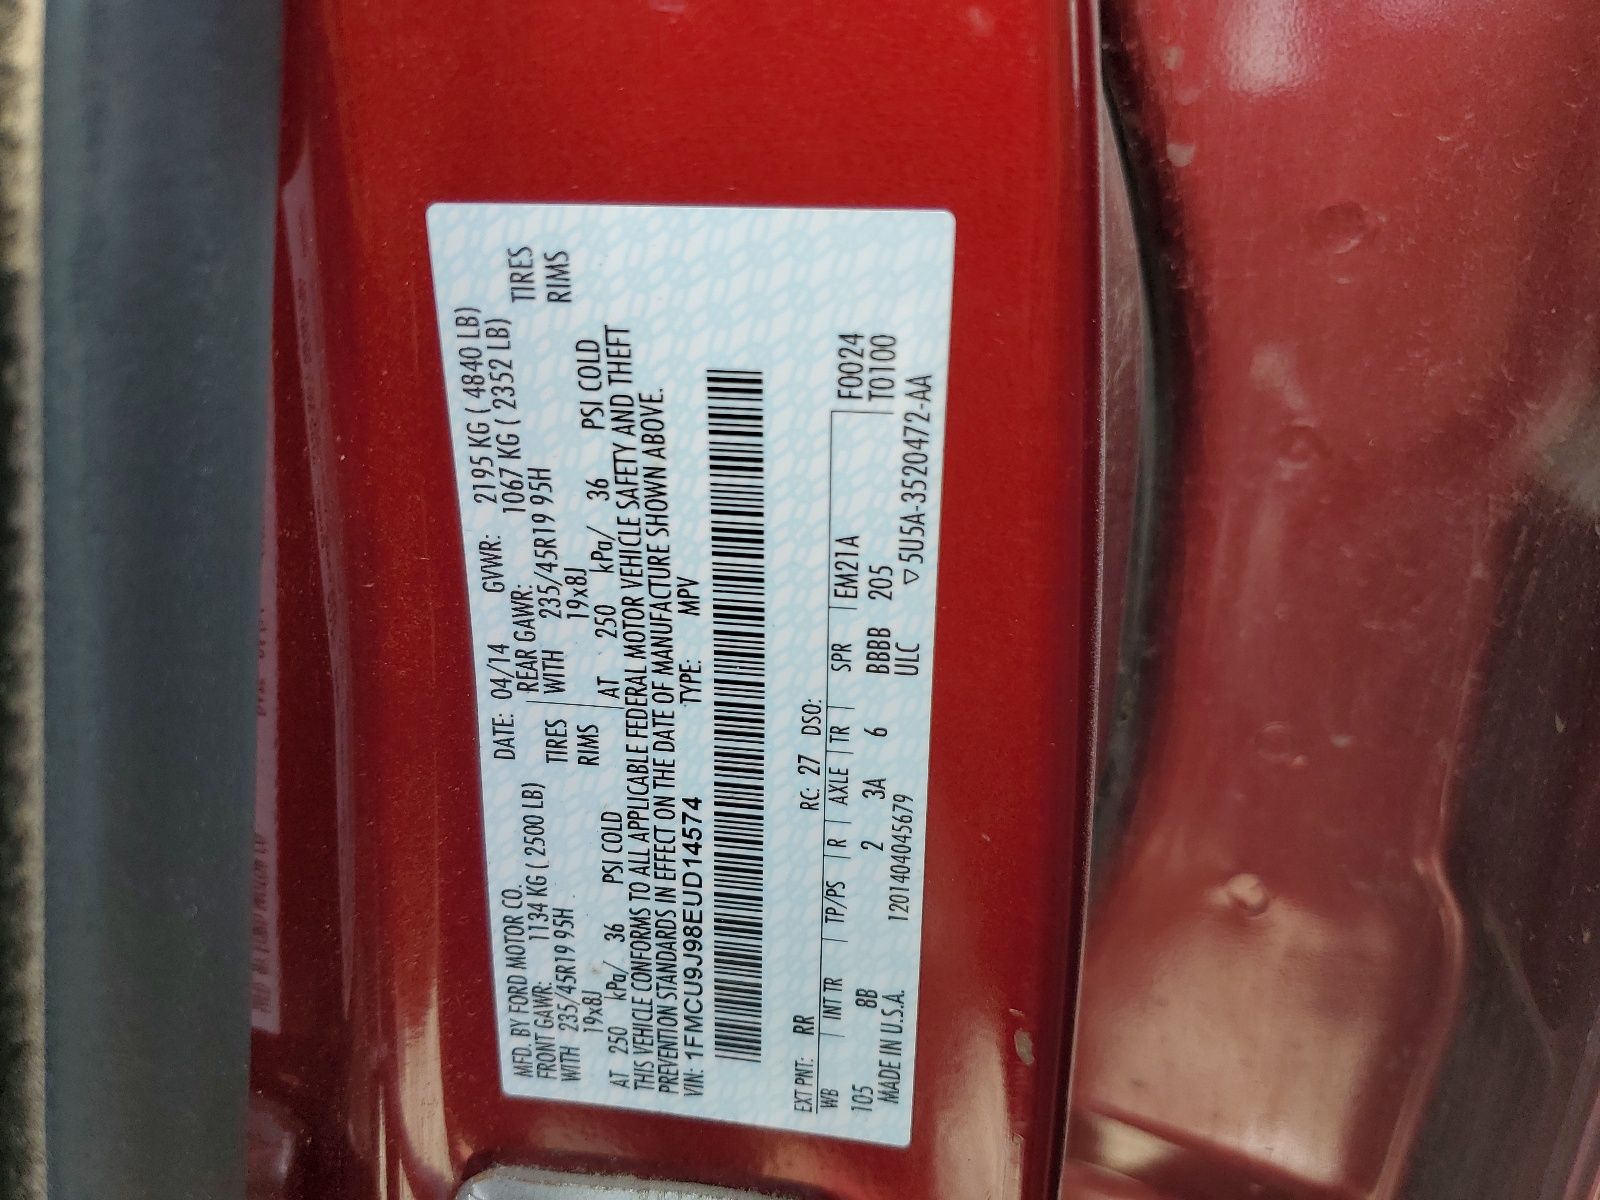 MFD. BY FORD MOTOR CO.
DATE: 04/14 GVWR: 2195 KG ( 4840 LB)
FRONT GAWR: 1134 KG ( 2500 LB)
REAR GAWR: 1067 KG ( 2352 LB)
WITH 235/45R19 95H TIRES
WITH 235/45R19 95H TIRES
19x8J RIMS
19x8J RIMS
AT 250 kPa/ 36 PSI COLD
AT 250 kPa/ 36 PSI COLD
THIS VEHICLE CONFORMS TO ALL APPLICABLE FEDERAL MOTOR VEHICLE SAFETY AND THEFT
PREVENTION STANDARDS IN EFFECT ON THE DATE OF MANUFACTURE SHOWN ABOVE.
VIN: 1FMCU9J98EUD14574 TYPE: MPV
EXT PNT: RR RC: 27 DSO:
WB INT TR TP/PS R AXLE TR SPR EM21A F0024
105 8B 2 3A 6 BBBB 205 T0100
MADE IN U.S.A. 1201404045679 ULC ▽5U5A-3520472-AA